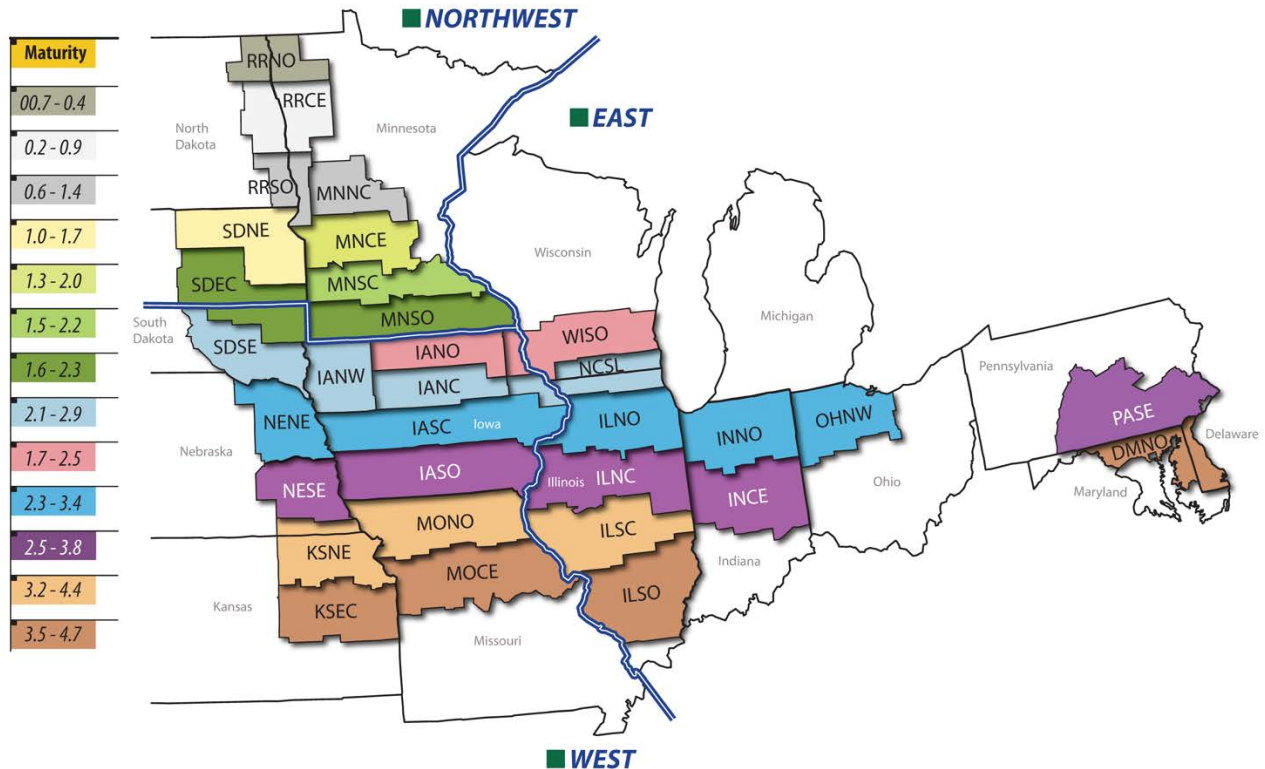 NORTHWEST
EAST
WEST
Maturity
00.7 - 0.4
0.2 - 0.9
0.6 - 1.4
1.0 - 1.7
1.3 - 2.0
1.5 - 2.2
1.6 - 2.3
2.1 - 2.9
1.7 - 2.5
2.3 - 3.4
2.5 - 3.8
3.2 - 4.4
3.5 - 4.7
RRNO
RRCE
North
Dakota
Minnesota
RRSO
MNNC
SDNE
MNCE
Wisconsin
SDEC
MNSC
South
Dakota
MNSO
Michigan
SDSE
IANW
IANO
WISO
NCSL
IANC
Pennsylvania
PASE
NENE
IASC
Iowa
ILNO
INNO
OHNW
Delaware
DMNO
Nebraska
IASO
NESE
Illinois
ILNC
INCE
Ohio
Maryland
MONO
ILSC
KSNE
Indiana
MOCE
ILSO
Kansas
KSEC
Missouri